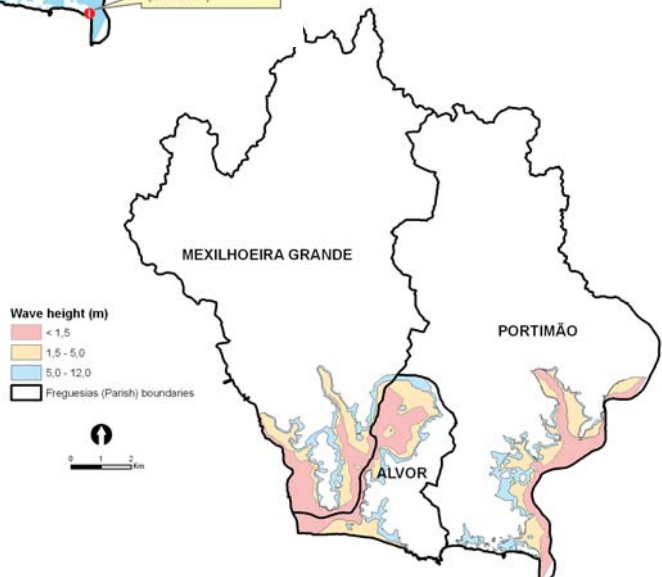 MEXILHOEIRA GRANDE
PORTIMÃO
ALVOR
Wave height (m)
< 1,5
1,5 - 5,0
5,0 - 12,0
Freguesias (Parish) boundaries
0 1 2
Km